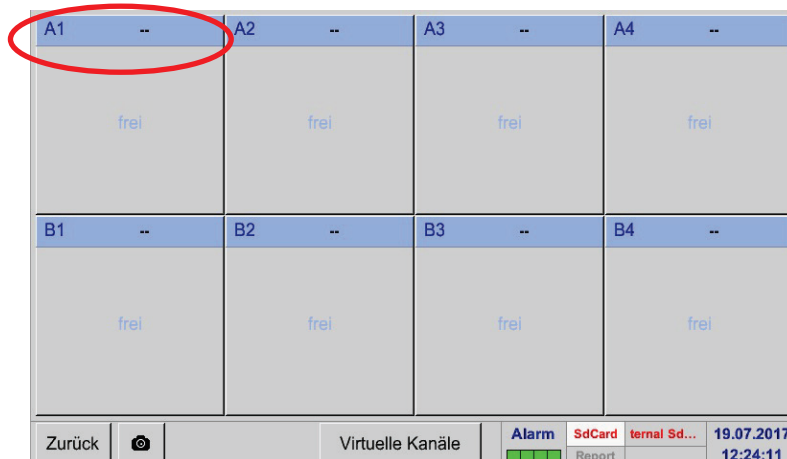 A1 -- A2 -- A3 -- A4 --
frei frei frei frei
B1 -- B2 -- B3 -- B4 --
frei frei frei frei
Zurück Virtuelle Kanäle Alarm SdCard ternal Sd... 19.07.2017
Report 12:24:11